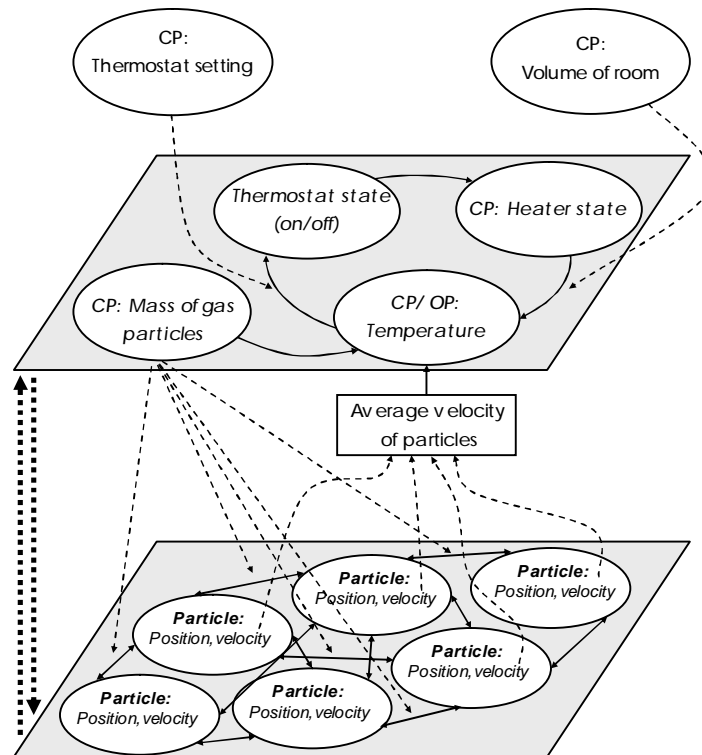 CP:
Thermostat setting
CP:
Volume of room
Thermostat state
(on/off)
CP: Heater state
CP: Mass of gas
particles
CP/ OP:
Temperature
Average velocity
of particles
Particle:
Position, velocity
Particle:
Position, velocity
Particle:
Position, velocity
Particle:
Position, velocity
Particle:
Position, velocity
Particle:
Position, velocity